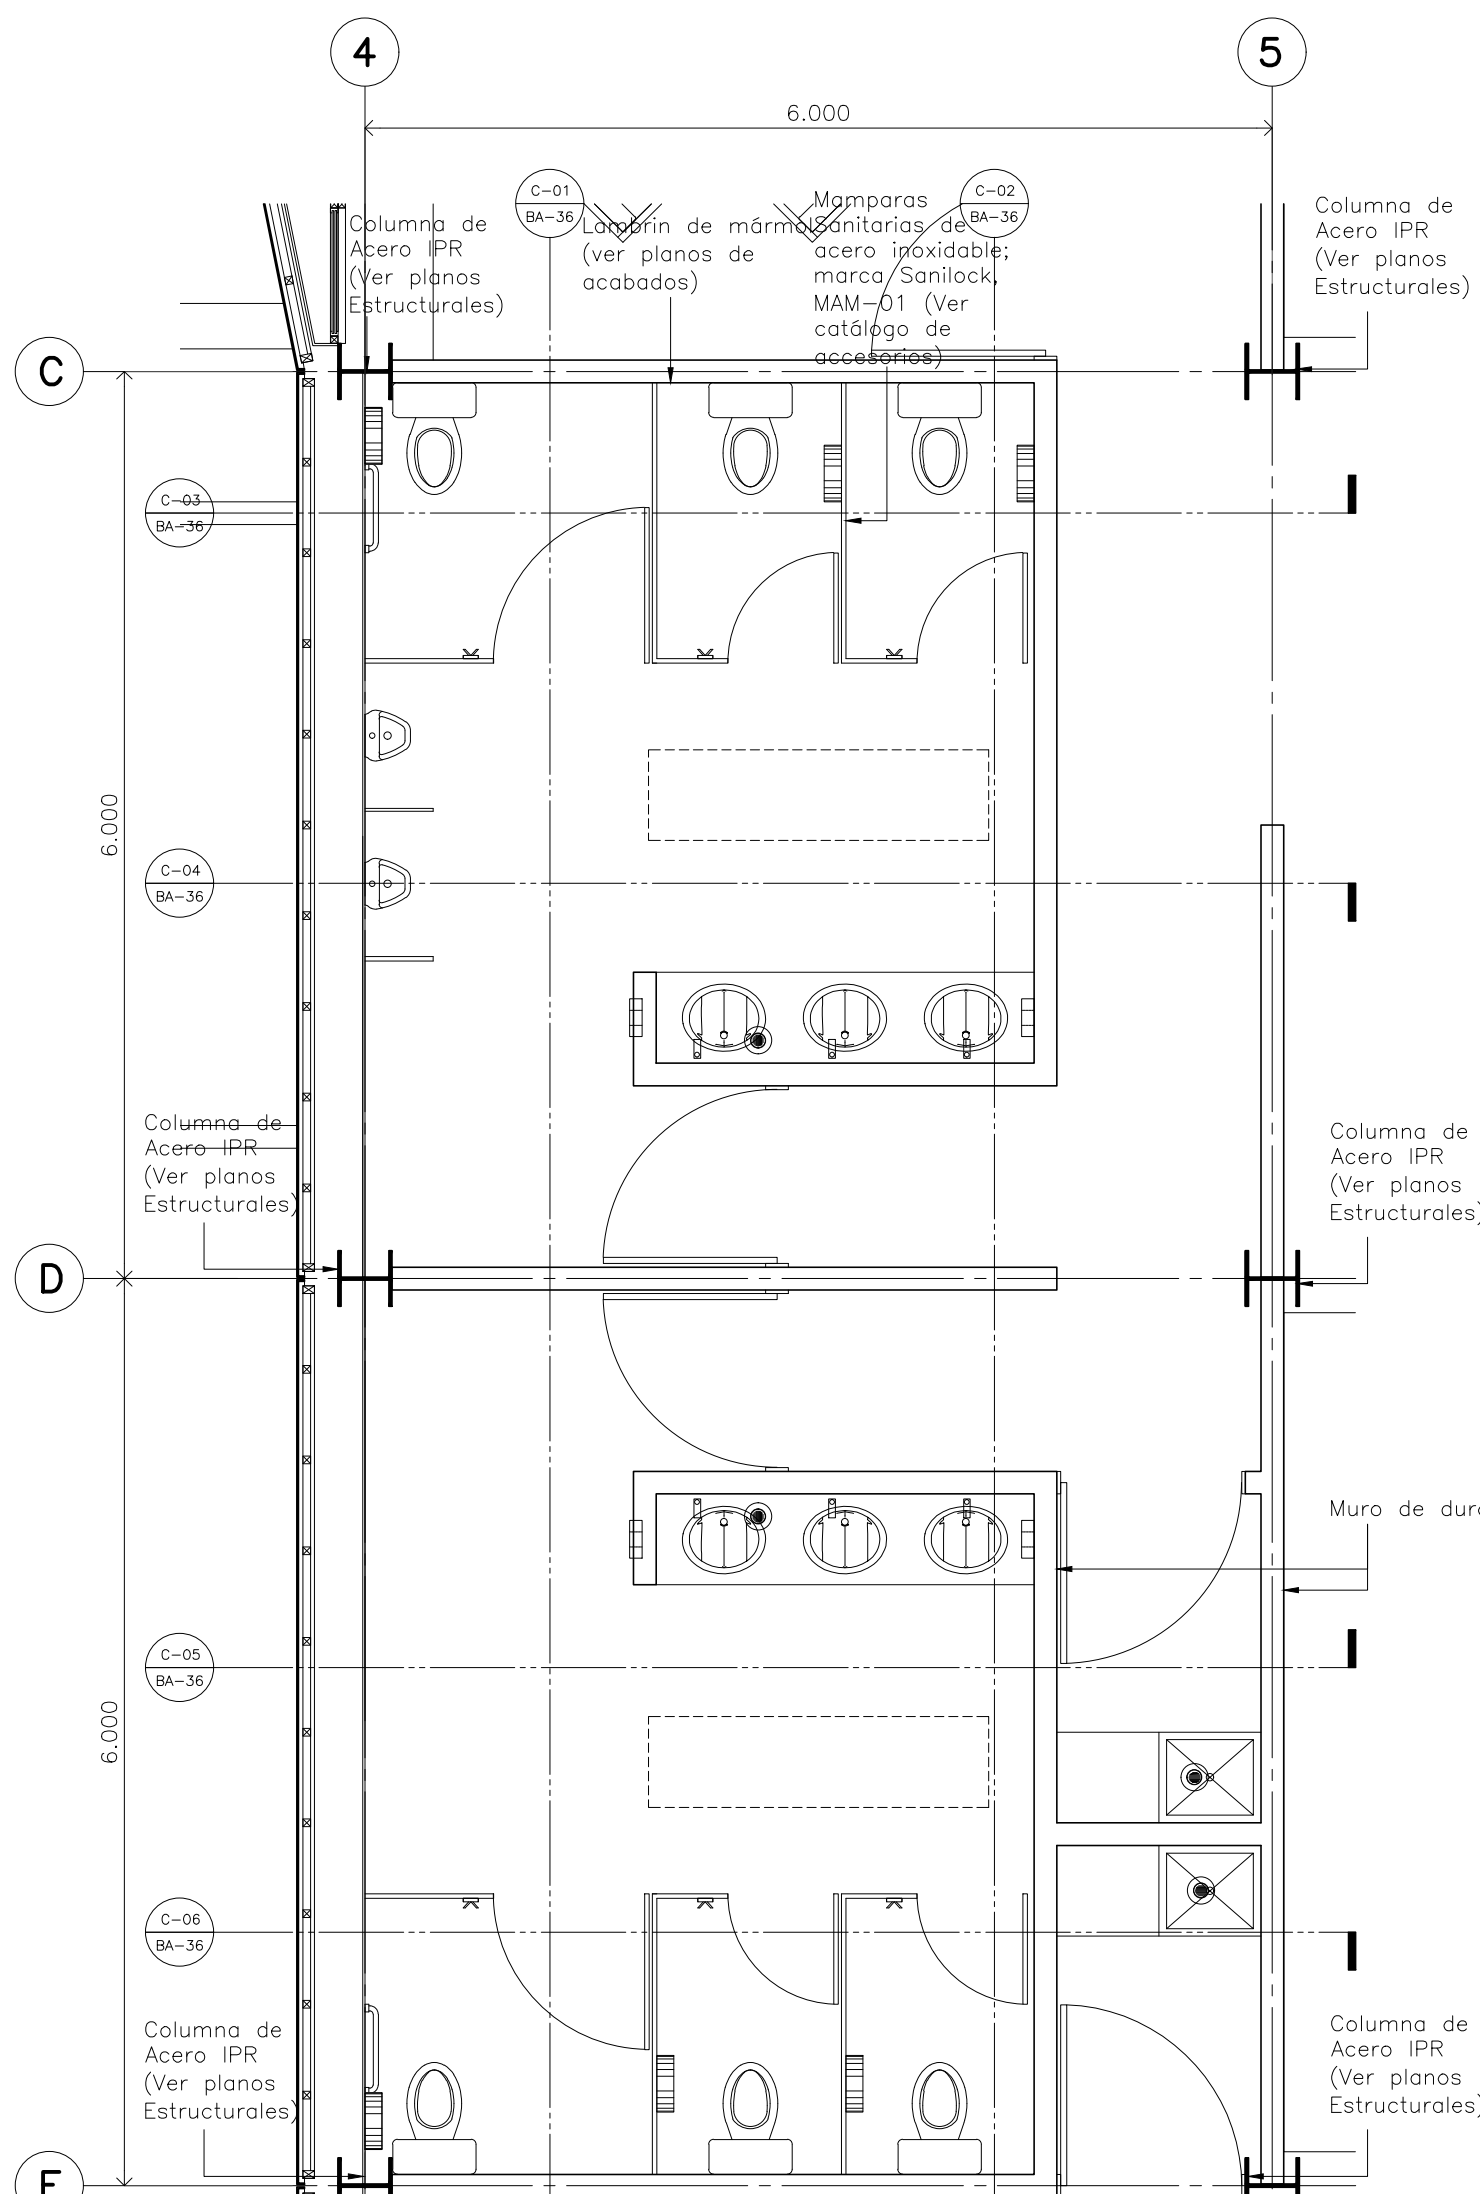 4
5
6.000
C-01
BA-36
C-02
BA-36
Columna de
Acero IPR
(Ver planos
Estructurales)
Lambrin de mármol
(ver planos de
acabados)
Mamparas
Sanitarias de
acero inoxidable;
marca Sanilock,
MAM-01 (Ver
catálogo de
accesorios)
Columna de
Acero IPR
(Ver planos
Estructurales)
C
C-03
BA-36
6.000
C-04
BA-36
Columna de
Acero IPR
(Ver planos
Estructurales)
Columna de
Acero IPR
(Ver planos
Estructurales)
D
Muro de
C-05
BA-36
6.000
C-06
BA-36
Columna de
Acero IPR
(Ver planos
Estructurales)
Columna de
Acero IPR
(Ver planos
Estructurales)